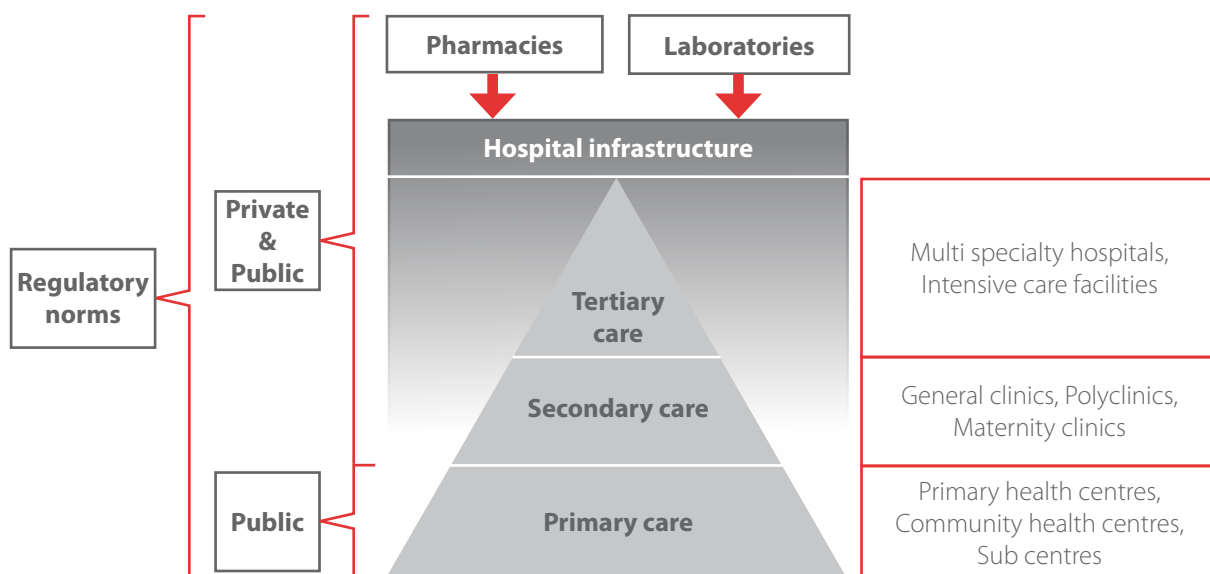 Pharmacies
Laboratories
Hospital infrastructure
Private
&
Public
Regulatory
norms
Tertiary
care
Multi specialty hospitals,
Intensive care facilities
Secondary care
General clinics, Polyclinics,
Maternity clinics
Public
Primary care
Primary health centres,
Community health centres,
Sub centres